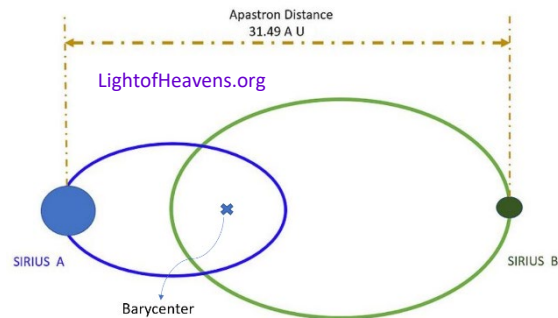 Apastron Distance
31.49 A U
LightofHeavens.org
SIRIUS A
SIRIUS B
Barycenter